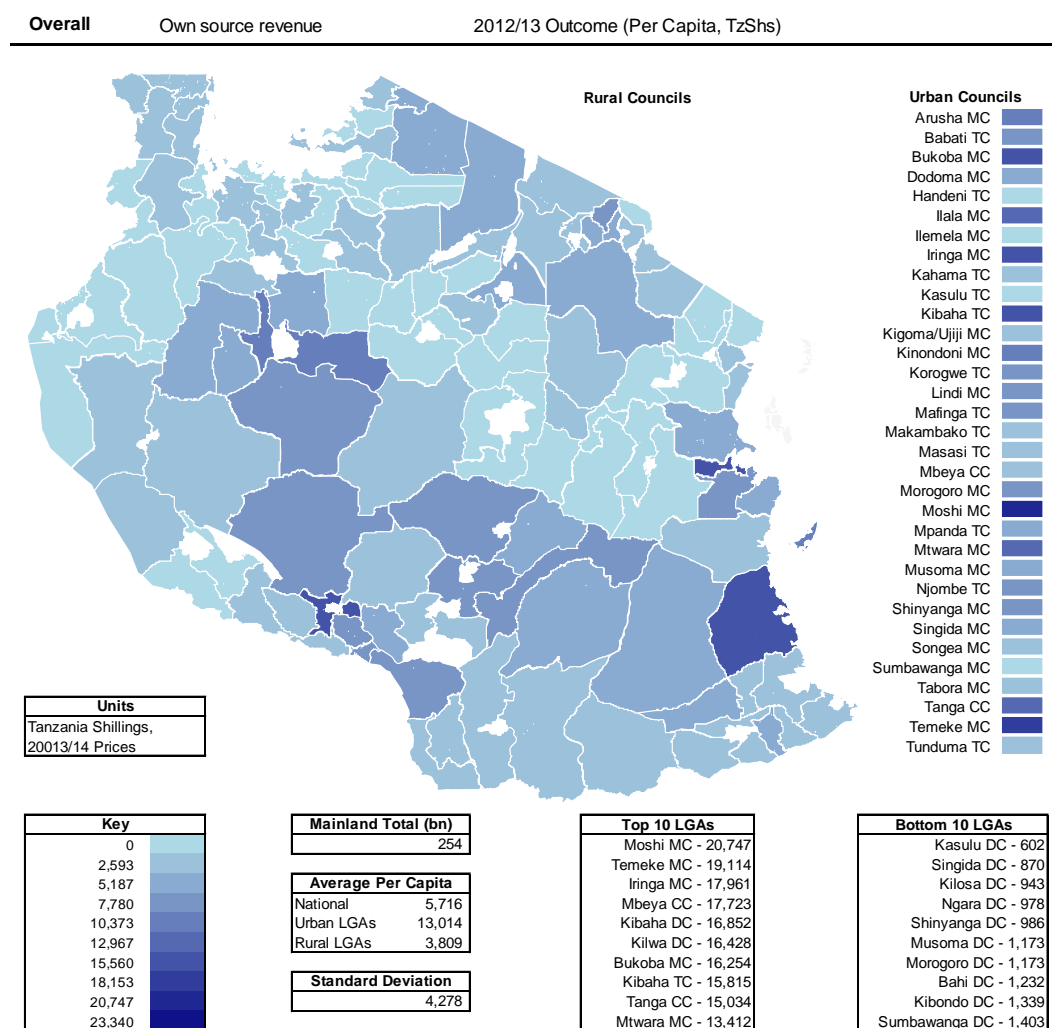 Overall Own source revenue 2012/13 Outcome (Per Capita, TzShs)
Rural Councils
Urban Councils
Arusha MC
Babati TC
Bukoba MC
Dodoma MC
Handeni TC
Ilala MC
Ilemela MC
Iringa MC
Kahama TC
Kasulu TC
Kibaha TC
Kigoma/Ujiji MC
Kinondoni MC
Korogwe TC
Lindi MC
Mafinga TC
Makambako TC
Masasi TC
Mbeya CC
Morogoro MC
Moshi MC
Mpanda TC
Mtwara MC
Musoma MC
Njombe TC
Shinyanga MC
Singida MC
Songea MC
Sumbawanga MC
Tabora MC
Tanga CC
Temeke MC
Tunduma TC
Units
Tanzania Shillings,
20013/14 Prices
Key
0
2,593
5,187
7,780
10,373
12,967
15,560
18,153
20,747
23,340
Mainland Total (bn)
254
Average Per Capita
National 5,716
Urban LGAs 13,014
Rural LGAs 3,809
Standard Deviation
4,278
Top 10 LGAs
Moshi MC - 20,747
Temeke MC - 19,114
Iringa MC - 17,961
Mbeya CC - 17,723
Kibaha DC - 16,852
Kilwa DC - 16,428
Bukoba MC - 16,254
Kibaha TC - 15,815
Tanga CC - 15,034
Mtwara MC - 13,412
Bottom 10 LGAs
Kasulu DC - 602
Singida DC - 870
Kilosa DC - 943
Ngara DC - 978
Shinyanga DC - 986
Musoma DC - 1,173
Morogoro DC - 1,173
Bahi DC - 1,232
Kibondo DC - 1,339
Sumbawanga DC - 1,403